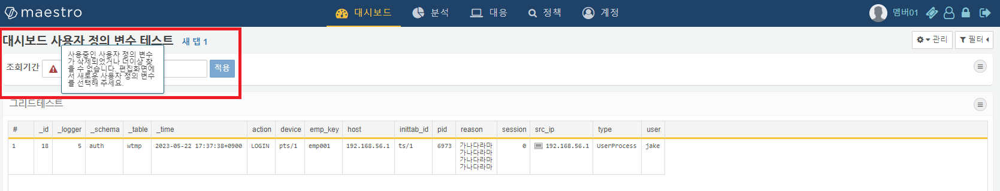 maestro 대시보드 분석 대응 정책 계정 멤버01
대시보드 사용자 정의 변수 테스트 새 탭 1 관리 필터
조회기간 적용
사용중인 사용자 정의 변수
가 삭제되었거나 더이상 찾
을 수 없습니다. 편집화면에
서 새로운 사용자 정의 변수
를 선택해 주세요.
그리드테스트
# _id _logger _schema _table _time action device emp_key host inittab_id pid reason session src_ip type user
1 18 5 auth wtmp 2023-05-22 17:37:38+0900 LOGIN pts/1 emp001 192.168.56.1 ts/1 6973 가나다라마 0 192.168.56.1 UserProcess jake
가나다라마
가나다라마
가나다라마